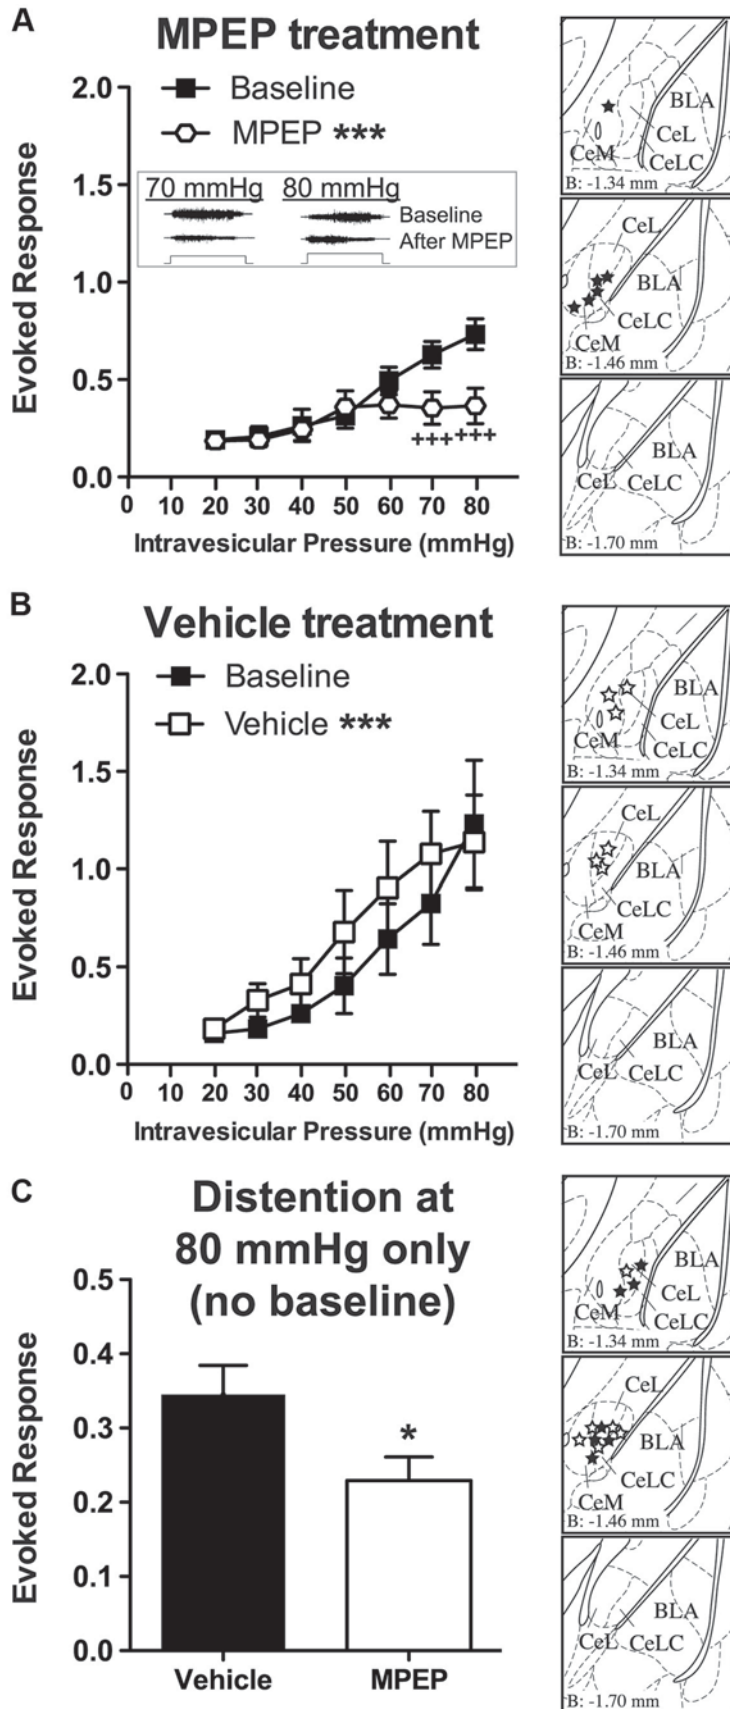 A
MPEP treatment
Baseline
MPEP ***
70 mmHg 80 mmHg
Baseline
After MPEP
Evoked Response
2.0
1.5
1.0
0.5
0.0
+++ +++
0 10 20 30 40 50 60 70 80
Intravesicular Pressure (mmHg)
BLA
CeL
CeM
CeLC
B: -1.34 mm
CeL
BLA
CeLC
CeM
B: -1.46 mm
BLA
CeL CeLC
B: -1.70 mm
B
Vehicle treatment
Baseline
Vehicle ***
Evoked Response
2.0
1.5
1.0
0.5
0.0
0 10 20 30 40 50 60 70 80
Intravesicular Pressure (mmHg)
BLA
CeL
CeM
CeLC
B: -1.34 mm
CeL
BLA
CeLC
CeM
B: -1.46 mm
BLA
CeL CeLC
B: -1.70 mm
C
Distention at
80 mmHg only
(no baseline)
Evoked Response
0.5
0.4
0.3
0.2
0.1
0.0
*
Vehicle MPEP
BLA
CeL
CeM
CeLC
B: -1.34 mm
CeL
BLA
CeLC
CeM
B: -1.46 mm
BLA
CeL CeLC
B: -1.70 mm